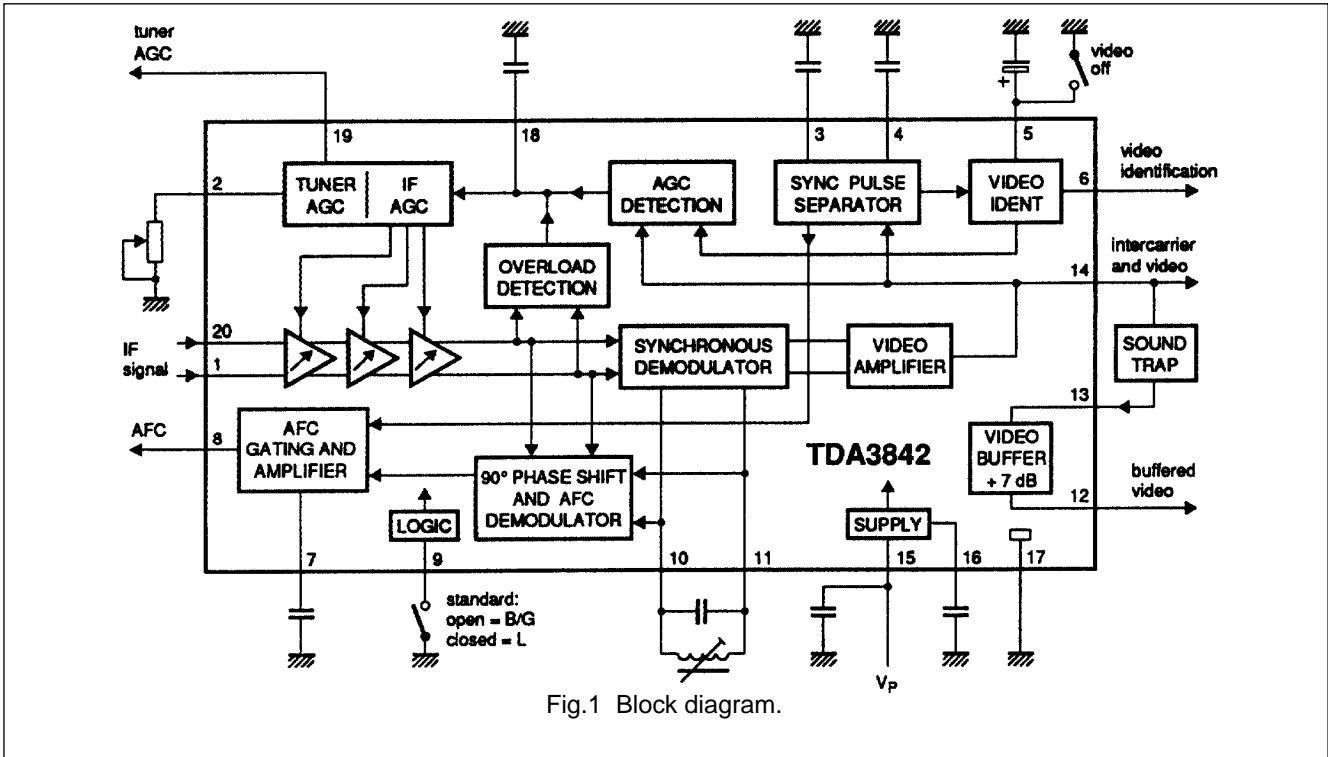 tuner
AGC
video
off
+
19
18
3
4
5
2
TUNER
AGC
IF
AGC
AGC
DETECTION
SYNC PULSE
SEPARATOR
VIDEO
IDENT
6
video
identification
OVERLOAD
DETECTION
14
intercarrier
and video
20
IF
signal
1
SYNCHRONOUS
DEMODULATOR
VIDEO
AMPLIFIER
SOUND
TRAP
13
AFC
8
AFC
GATING AND
AMPLIFIER
90° PHASE SHIFT
AND AFC
DEMODULATOR
TDA3842
VIDEO
BUFFER
+ 7 dB
12
buffered
video
LOGIC
SUPPLY
7
9
10
11
15
16
17
standard:
open = B/G
closed = L
VP
Fig.1 Block diagram.